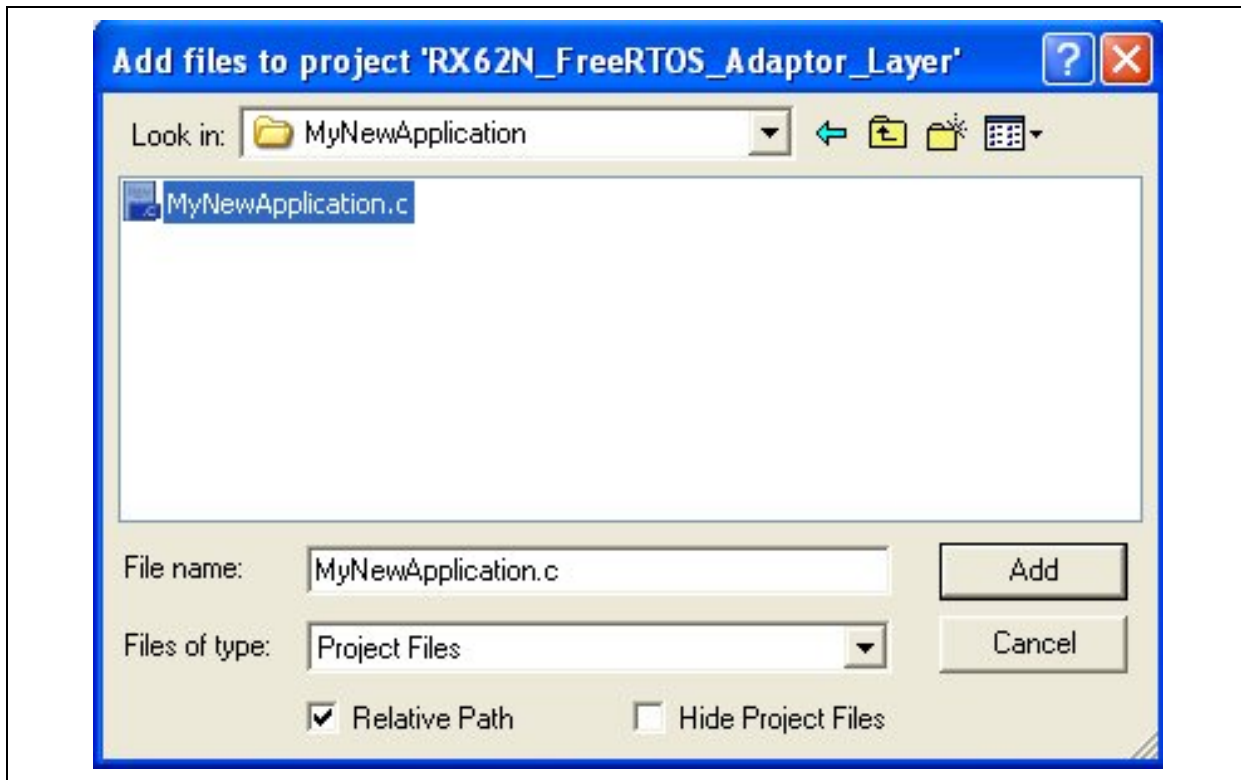 Add files to project 'RX62N_FreeRTOS_Adaptor_Layer'
Look in: MyNewApplication
MyNewApplication.c
File name: MyNewApplication.c Add
Files of type: Project Files Cancel
Relative Path Hide Project Files